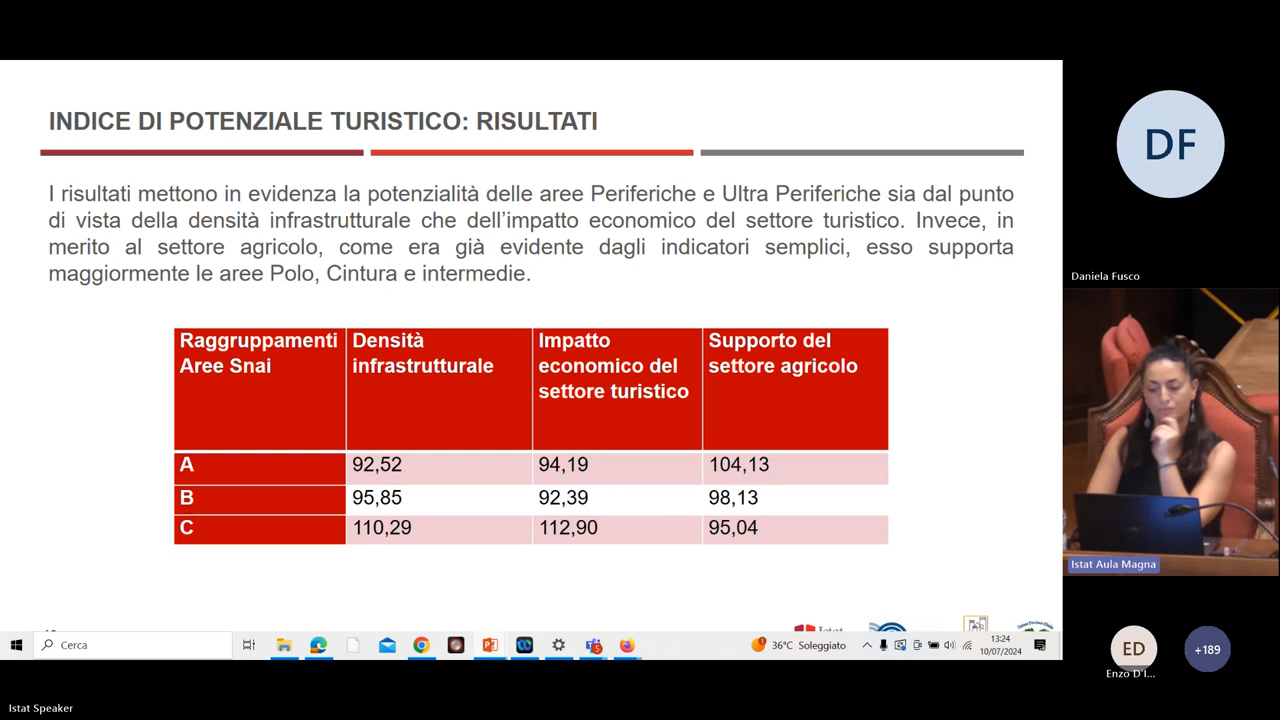 INDICE DI POTENZIALE TURISTICO: RISULTATI
I risultati mettono in evidenza la potenzialità delle aree Periferiche e Ultra Periferiche sia dal punto
di vista della densità infrastrutturale che dell'impatto economico del settore turistico. Invece, in
merito al settore agricolo, come era già evidente dagli indicatori semplici, esso supporta
maggiormente le aree Polo, Cintura e intermedie.
Raggruppamenti
Aree Snai
Densità
infrastrutturale
Impatto
economico del
settore turistico
Supporto del
settore agricolo
A
92,52
94,19
104,13
B
95,85
92,39
98,13
C
110,29
112,90
95,04
Cerca
36°C Soleggiato
13:24
10/07/2024
DF
Daniela Fusco
Istat Aula Magna
ED
Enzo D'I...
+189
Istat Speaker